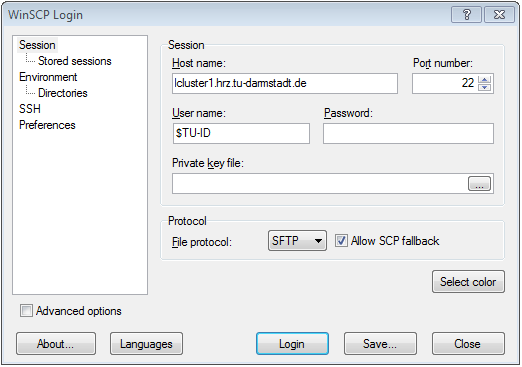 WinSCP Login
Session
Stored sessions
Environment
Directories
SSH
Preferences
Session
Host name: Port number:
lcluster1.hrz.tu-darmstadt.de 22
User name: Password:
$TU-ID
Private key file:
...
Protocol
File protocol: SFTP Allow SCP fallback
Select color
Advanced options
About... Languages Login Save... Close